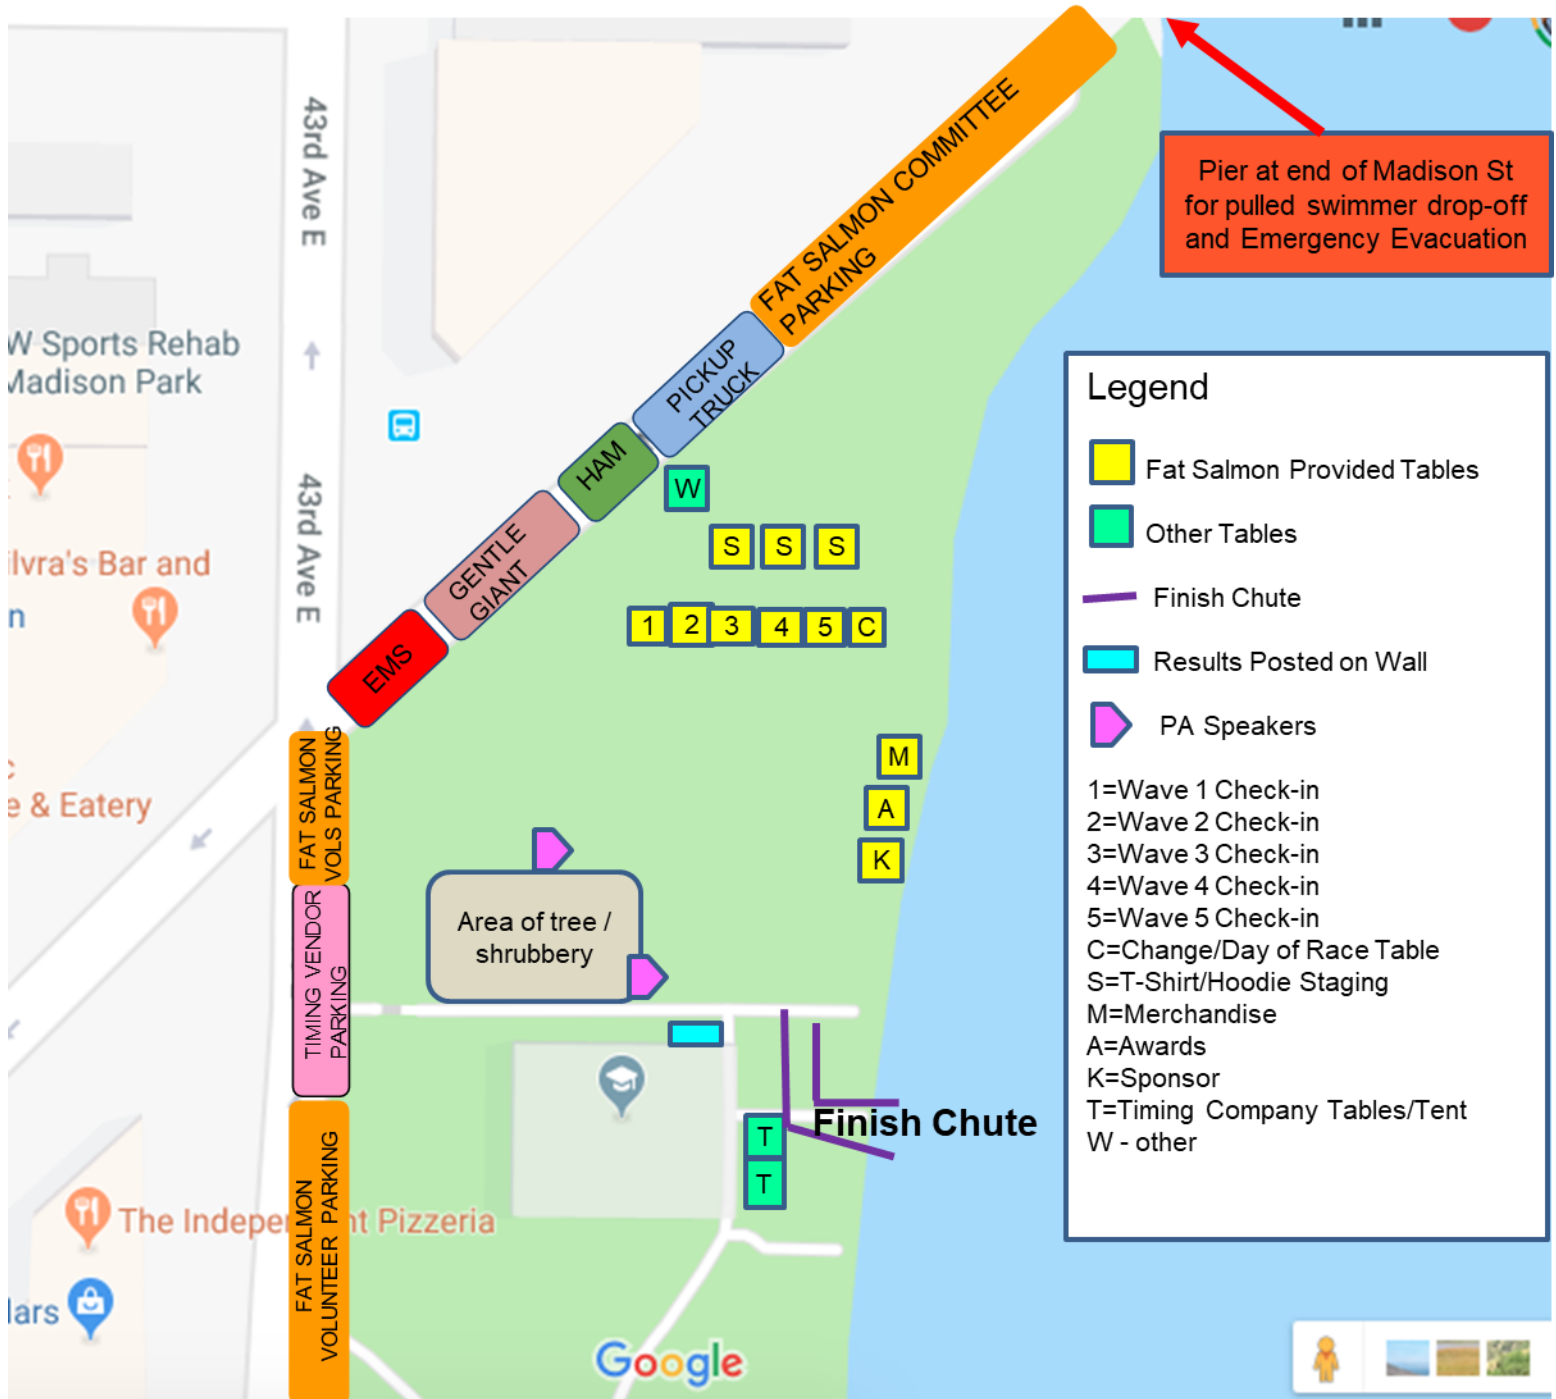 43rd Ave E
W Sports Rehab
Madison Park
43rd Ave E
ilvra's Bar and
n
c
e & Eatery
The Indepen
nt Pizzeria
lars
FAT SALMON COMMITTEE
PARKING
PICKUP
TRUCK
HAM
GENTLE
GIANT
EMS
FAT SALMON
VOLS PARKING
TIMING VENDOR
PARKING
FAT SALMON
VOLUNTEER PARKING
W
S S S
1 2 3 4 5 C
M
A
K
Area of tree /
shrubbery
Finish Chute
T
T
Google
Pier at end of Madison St
for pulled swimmer drop-off
and Emergency Evacuation
Legend
Fat Salmon Provided Tables
Other Tables
Finish Chute
Results Posted on Wall
PA Speakers
1=Wave 1 Check-in
2=Wave 2 Check-in
3=Wave 3 Check-in
4=Wave 4 Check-in
5=Wave 5 Check-in
C=Change/Day of Race Table
S=T-Shirt/Hoodie Staging
M=Merchandise
A=Awards
K=Sponsor
T=Timing Company Tables/Tent
W - other